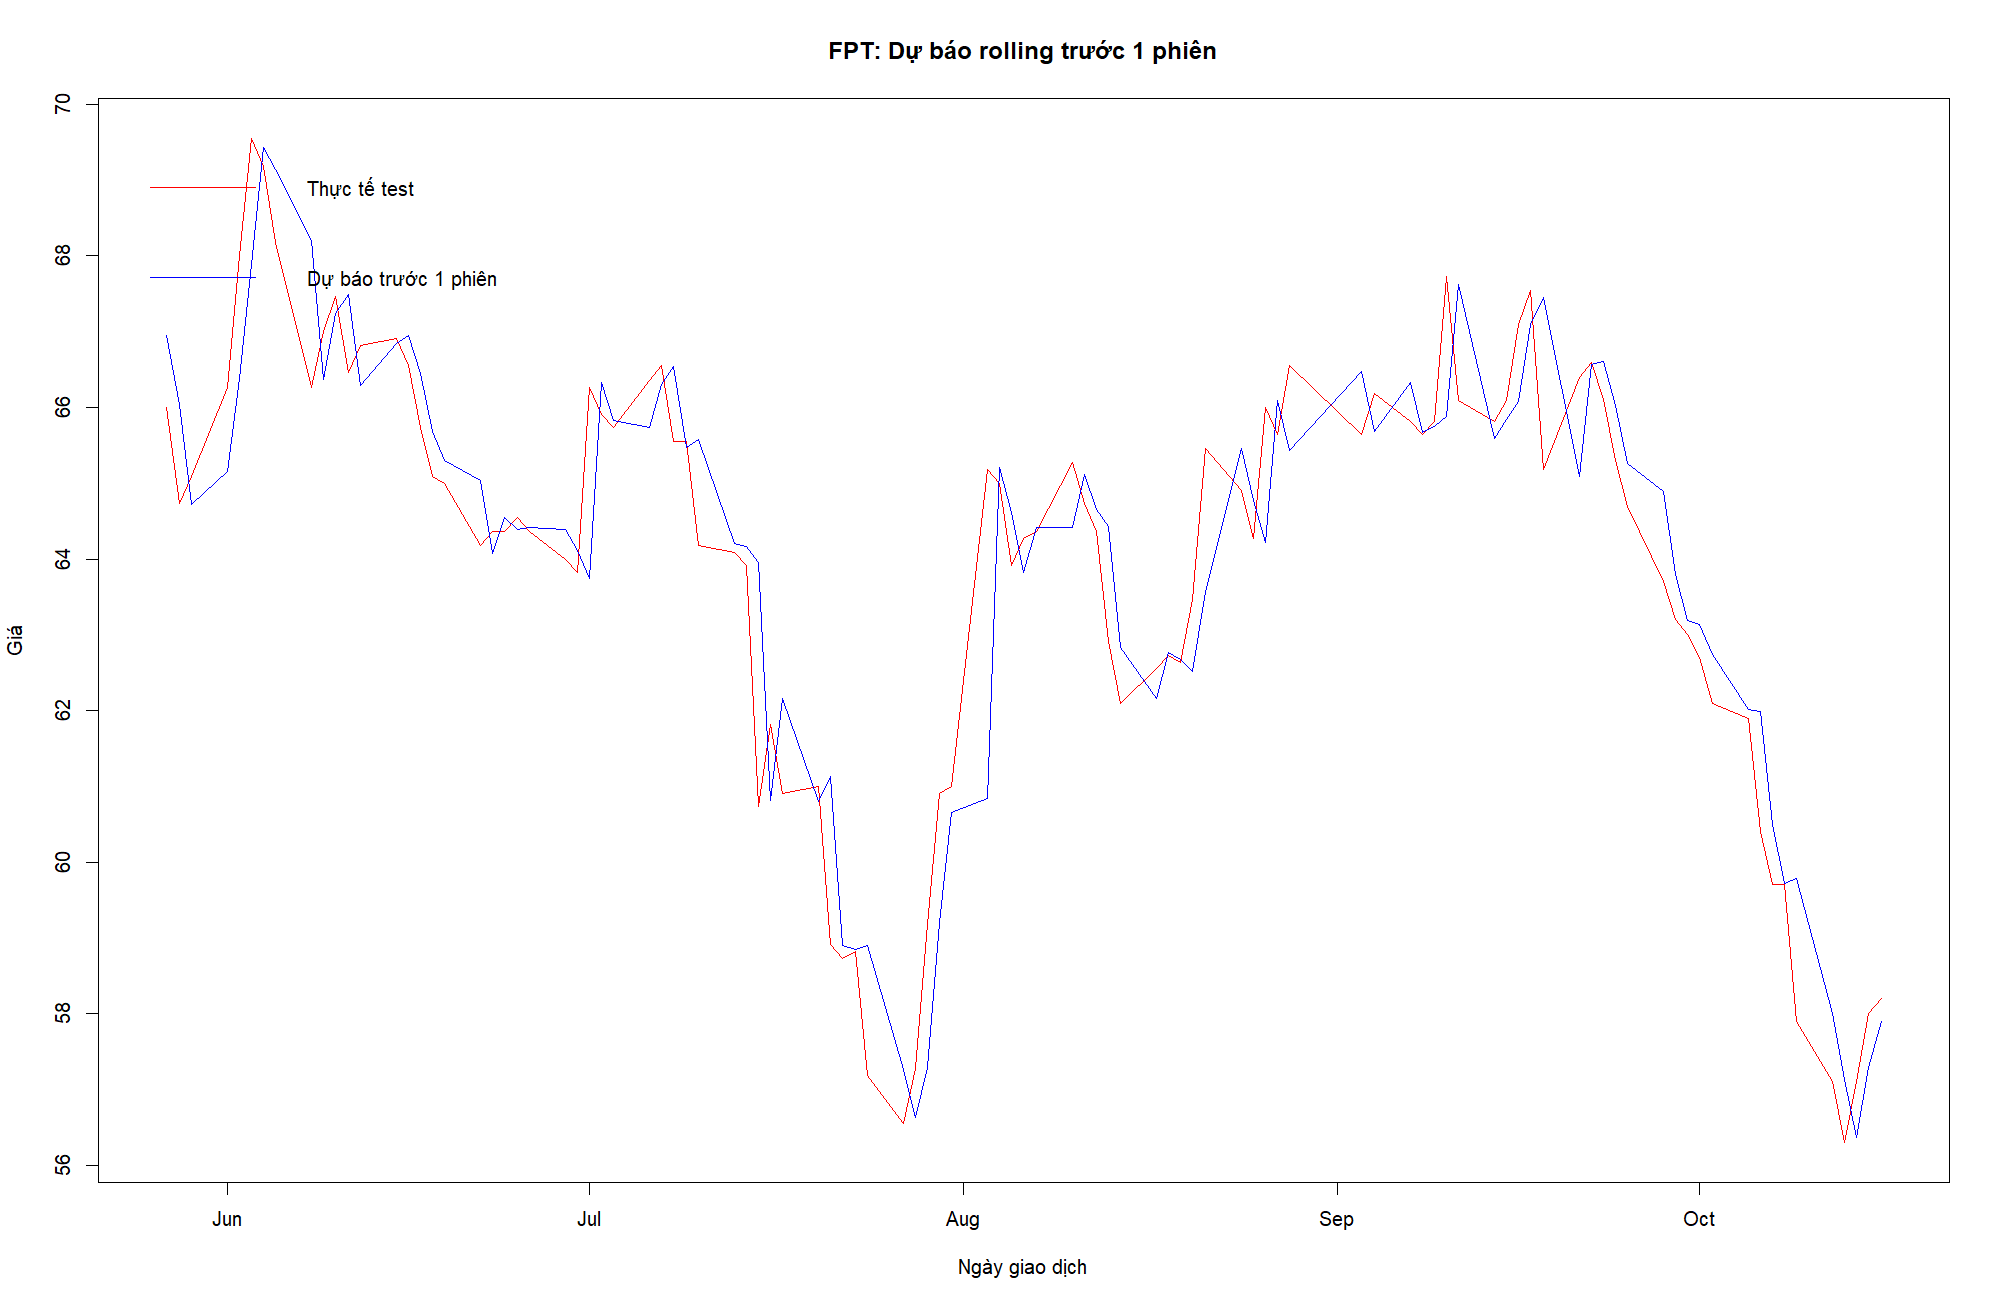 FPT: Dự báo rolling trước 1 phiên
70
68
66
64
62
60
58
56
Giá
Thực tế test
Dự báo trước 1 phiên
Jun
Jul
Aug
Sep
Oct
Ngày giao dịch